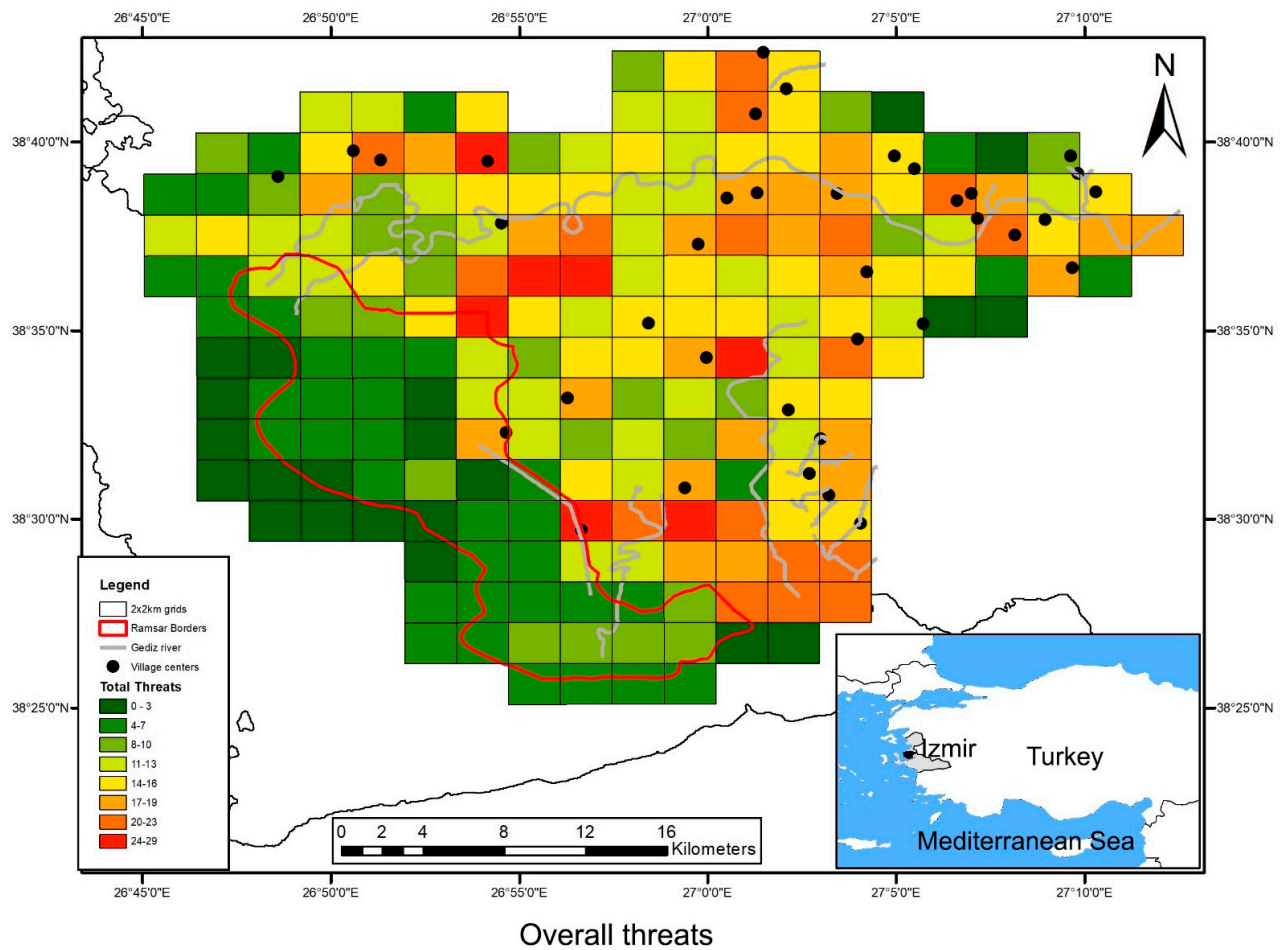 26°45'0"E 26°50'0"E 26°55'0"E 27°0'0"E 27°5'0"E 27°10'0"E
N
38°40'0"N 38°40'0"N
38°35'0"N 38°35'0"N
38°30'0"N 38°30'0"N
38°25'0"N 38°25'0"N
Legend
2x2km grids
Ramsar Borders
Gediz river
Village centers
Total Threats
0 - 3
4-7
8-10
11-13
14-16
17-19
20-23
24-29
0 2 4 8 12 16
Kilometers
Izmir
Turkey
Mediterranean Sea
26°45'0"E 26°50'0"E 26°55'0"E 27°0'0"E 27°5'0"E 27°10'0"E
Overall threats